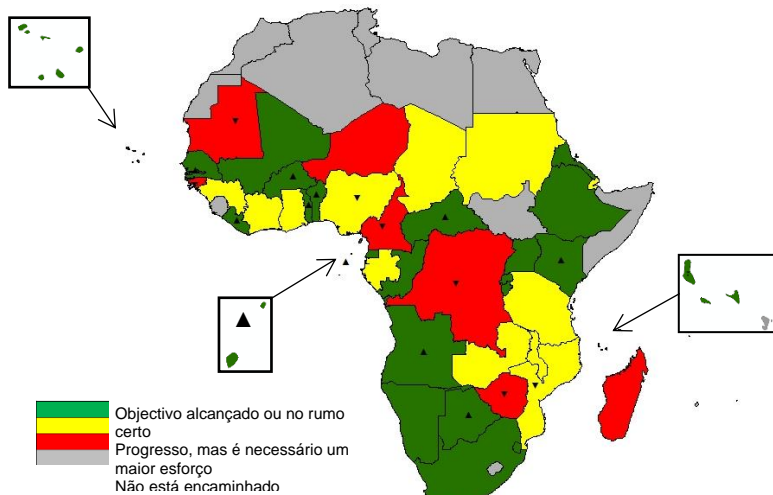 Objectivo alcançado ou no rumo
certo
Progresso, mas é necessário um
maior esforço
Não está encaminhado